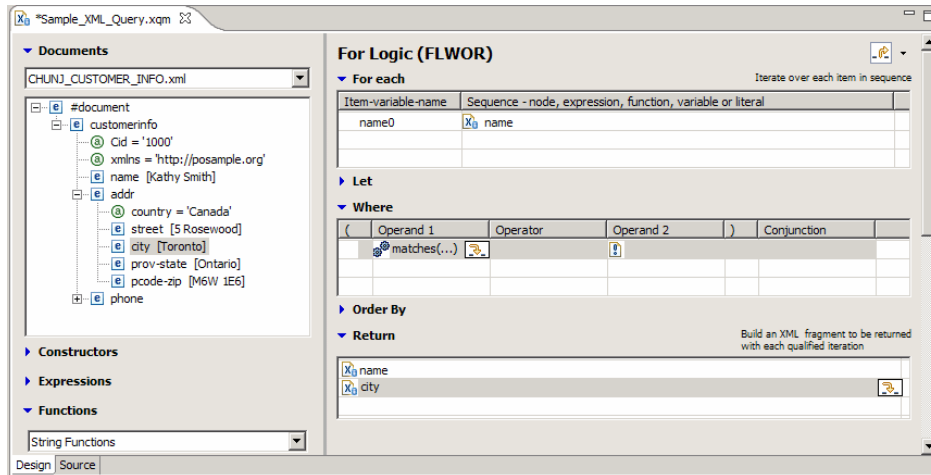 *Sample_XML_Query.xqm
Documents
CHUNJ_CUSTOMER_INFO.xml
#document
customerinfo
Cid = '1000'
xmlns = 'http://posample.org'
name [Kathy Smith]
addr
country = 'Canada'
street [5 Rosewood]
city [Toronto]
prov-state [Ontario]
pcode-zip [M6W 1E6]
phone
Constructors
Expressions
Functions
String Functions
Design Source
For Logic (FLWOR)
For each Iterate over each item in sequence
Item-variable-name Sequence - node, expression, function, variable or literal
name0 name
Let
Where
( Operand 1 Operator Operand 2 ) Conjunction
matches(...)
Order By
Return Build an XML fragment to be returned
with each qualified iteration
name
city